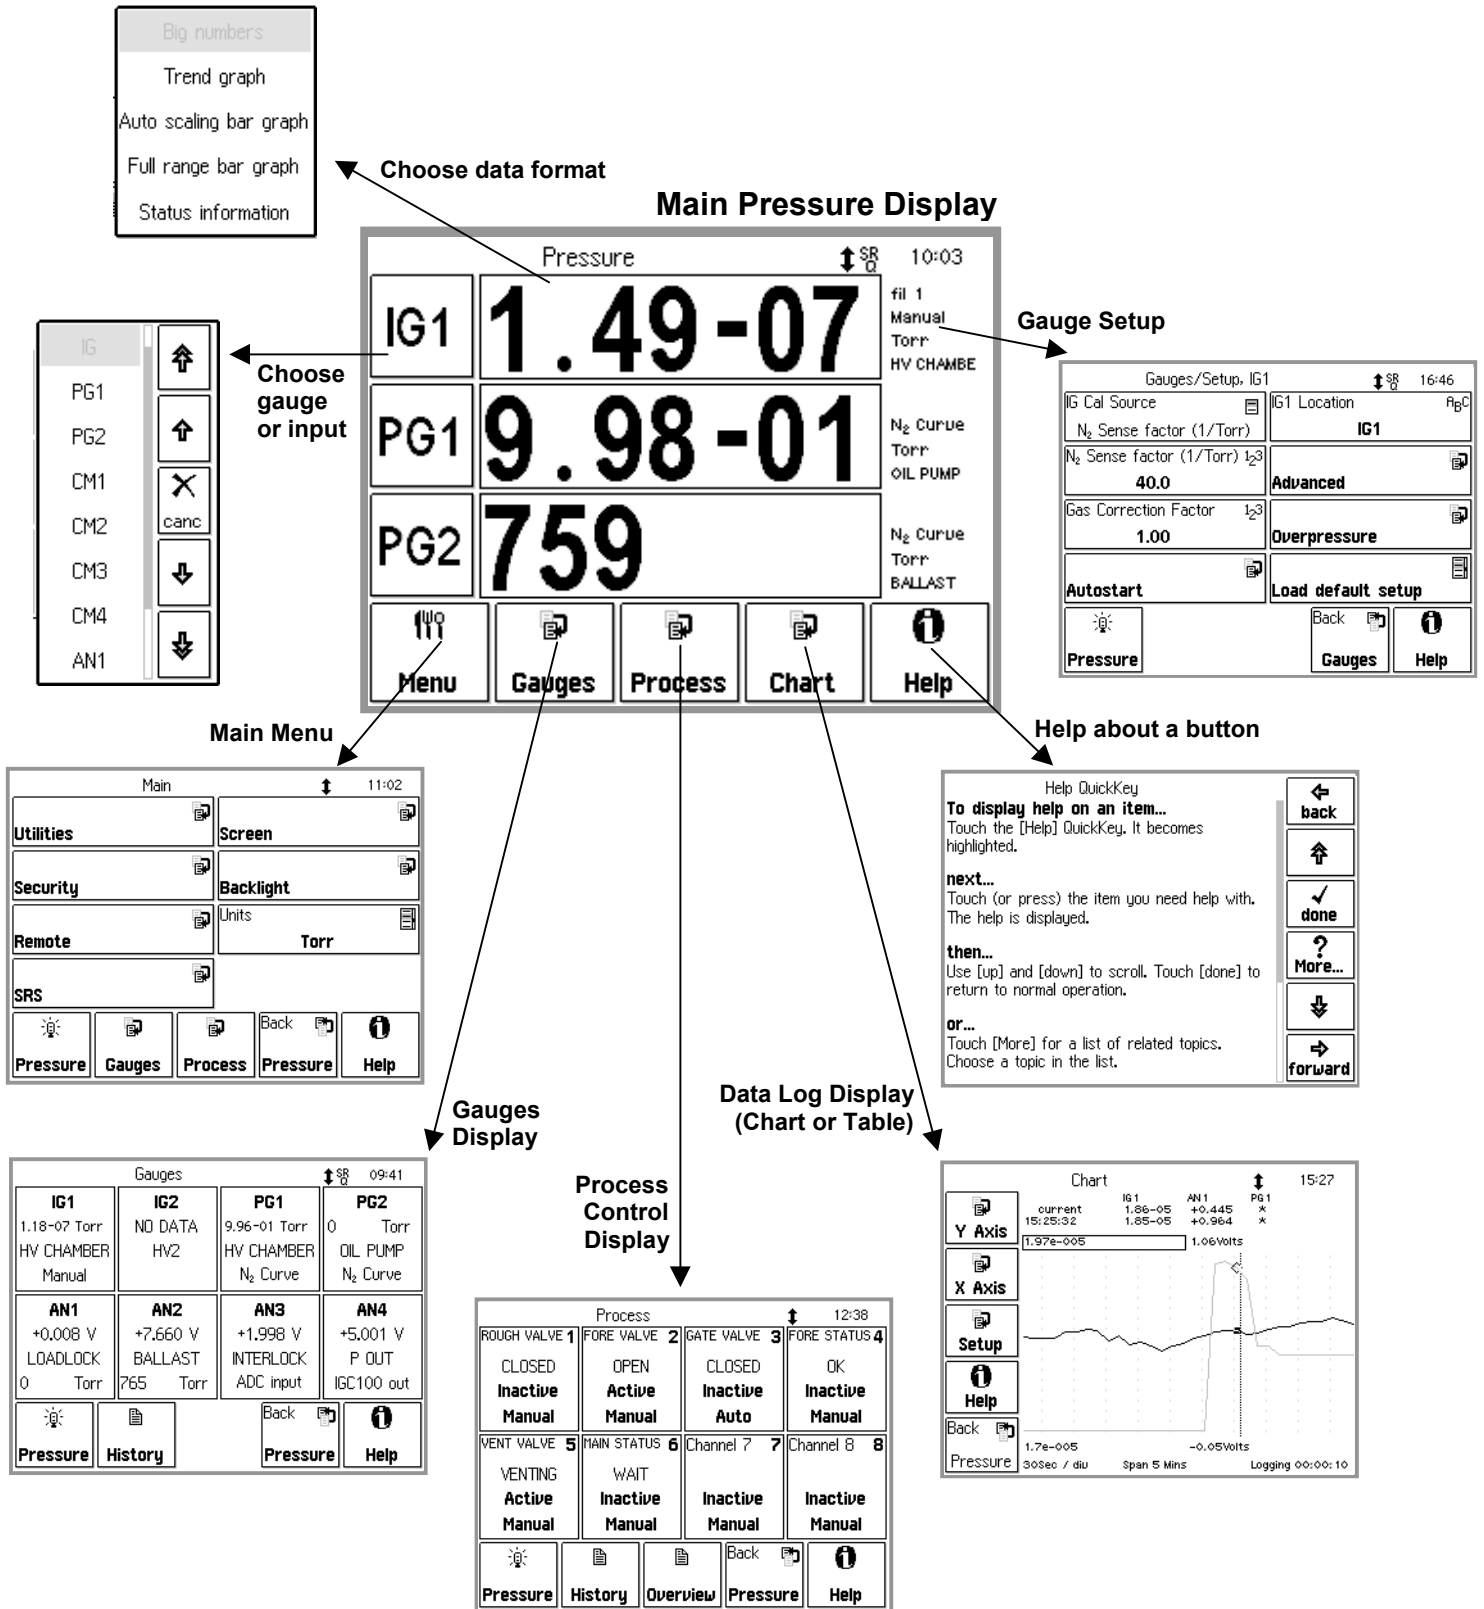 Big numbers
Trend graph
Auto scaling bar graph
Full range bar graph
Status information
Choose data format
Main Pressure Display
Pressure SRQ 10:03
IG1 1.49-07
fil 1
Manual
Torr
HV CHAMBE
PG1 9.98-01
N₂ Curve
Torr
OIL PUMP
PG2 759
N₂ Curve
Torr
BALLAST
Menu Gauges Process Chart Help
IG
PG1
PG2
CM1
CM2
CM3
CM4
AN1
canc
Choose
gauge
or input
Gauge Setup
Gauges/Setup, IG1 SRQ 16:46
IG Cal Source
N₂ Sense factor (1/Torr)
IG1 Location ABC
IG1
N₂ Sense factor (1/Torr) 123
40.0
Advanced
Gas Correction Factor 123
1.00
Overpressure
Autostart
Load default setup
Pressure
Back
Gauges
Help
Main Menu
Main 11:02
Utilities
Screen
Security
Backlight
Remote
Units
Torr
SRS
Pressure
Gauges
Process
Back
Pressure
Help
Help about a button
Help QuickKey
To display help on an item...
Touch the [Help] QuickKey. It becomes
highlighted.
next...
Touch (or press) the item you need help with.
The help is displayed.
then...
Use [up] and [down] to scroll. Touch [done] to
return to normal operation.
or...
Touch [More] for a list of related topics.
Choose a topic in the list.
back
done
?
More...
forward
Gauges
Display
Gauges SRQ 09:41
IG1
1.18-07 Torr
HV CHAMBER
Manual
IG2
NO DATA
HV2
PG1
9.96-01 Torr
HV CHAMBER
N₂ Curve
PG2
0 Torr
OIL PUMP
N₂ Curve
AN1
+0.008 V
LOADLOCK
0 Torr
AN2
+7.660 V
BALLAST
765 Torr
AN3
+1.998 V
INTERLOCK
ADC input
AN4
+5.001 V
P OUT
IGC100 out
Pressure
History
Back
Pressure
Help
Process
Control
Display
Process 12:38
ROUGH VALVE 1
CLOSED
Inactive
Manual
FORE VALVE 2
OPEN
Active
Manual
GATE VALVE 3
CLOSED
Inactive
Auto
FORE STATUS 4
OK
Inactive
Manual
VENT VALVE 5
VENTING
Active
Manual
MAIN STATUS 6
WAIT
Inactive
Manual
Channel 7 7
Inactive
Manual
Channel 8 8
Inactive
Manual
Pressure
History
Overview
Back
Pressure
Help
Data Log Display
(Chart or Table)
Chart 15:27
IG1 AN1 PG1
current 1.86-05 +0.445 *
15:25:32 1.85-05 +0.964 *
1.97e-005 1.06Volts
Y Axis
X Axis
Setup
Help
Back
Pressure
1.7e-005 -0.05Volts
30Sec / div Span 5 Mins Logging 00:00:10